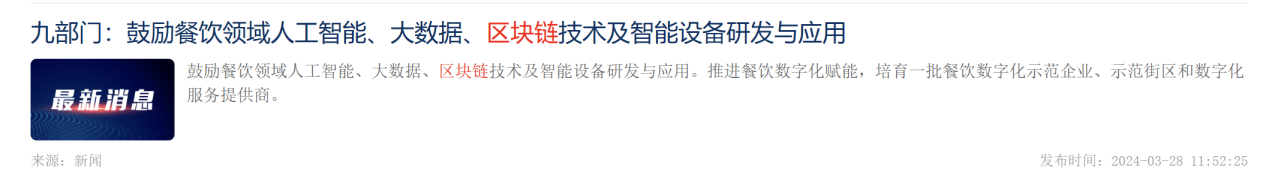 九部门：鼓励餐饮领域人工智能、大数据、区块链技术及智能设备研发与应用
最新消息
鼓励餐饮领域人工智能、大数据、区块链技术及智能设备研发与应用。推进餐饮数字化赋能，培育一批餐饮数字化示范企业、示范街区和数字化
服务提供商。
来源：新闻
发布时间：2024-03-28 11:52:25